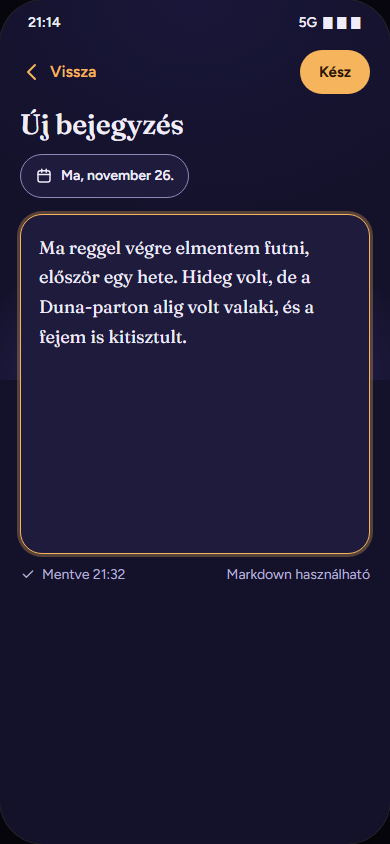 21:14
5G
Vissza
Kész
Új bejegyzés
Ma, november 26.
Ma reggel végre elmentem futni,
először egy hete. Hideg volt, de a
Duna-parton alig volt valaki, és a
fejem is kitisztult.
Mentve 21:32
Markdown használható